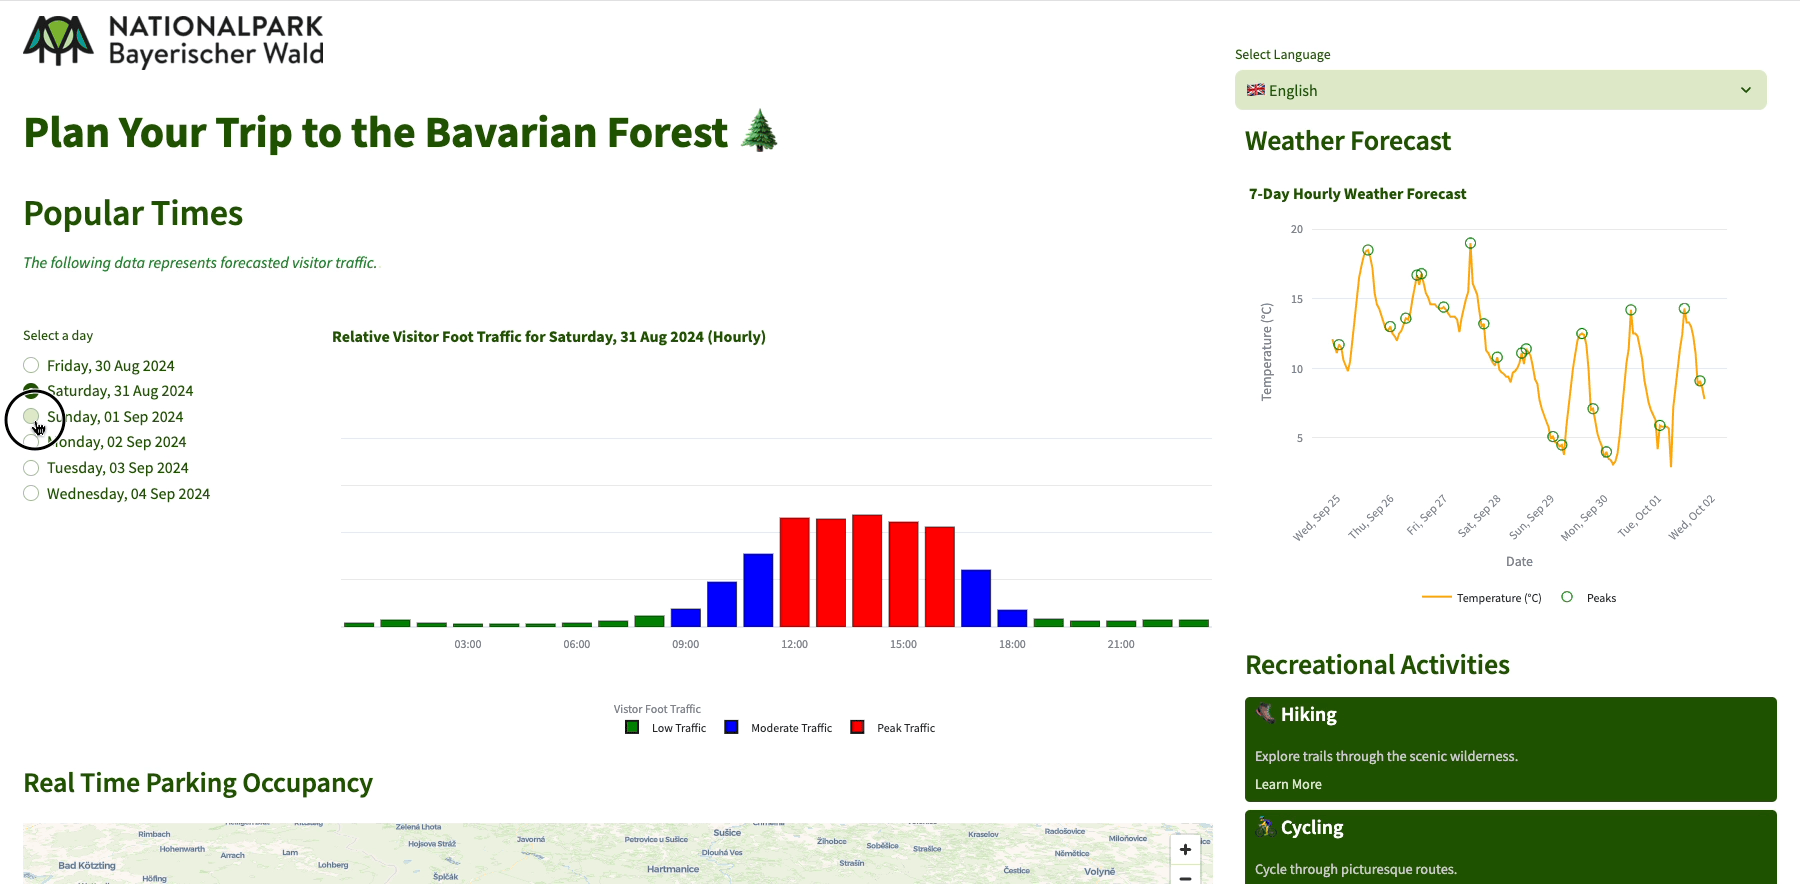 NATIONALPARK
Bayerischer Wald
Select Language
English
Plan Your Trip to the Bavarian Forest
Popular Times
The following data represents forecasted visitor traffic.
Select a day
Friday, 30 Aug 2024
Saturday, 31 Aug 2024
Sunday, 01 Sep 2024
Monday, 02 Sep 2024
Tuesday, 03 Sep 2024
Wednesday, 04 Sep 2024
Relative Visitor Foot Traffic for Saturday, 31 Aug 2024 (Hourly)
03:00 06:00 09:00 12:00 15:00 18:00 21:00
Vistor Foot Traffic
Low Traffic Moderate Traffic Peak Traffic
Real Time Parking Occupancy
Zelená Lhota
Rimbach
Hohenwarth
Arrach
Lam
Lohberg
Bad Kötzting
Höfing
Hojsova Stráž
Špičák
Javorná
Petrovice u Sušice
Sušice
Dlouhá Ves
Hartmanice
Žihobce
Soběšice
Strašice
Strašín
Kraselov
Radošovice
Miloňovice
Němětice
Čestice
Volyně
+
−
Weather Forecast
7-Day Hourly Weather Forecast
20
15
10
5
Temperature (°C)
Wed, Sep 25
Thu, Sep 26
Fri, Sep 27
Sat, Sep 28
Sun, Sep 29
Mon, Sep 30
Tue, Oct 01
Wed, Oct 02
Date
Temperature (°C) Peaks
Recreational Activities
Hiking
Explore trails through the scenic wilderness.
Learn More
Cycling
Cycle through picturesque routes.